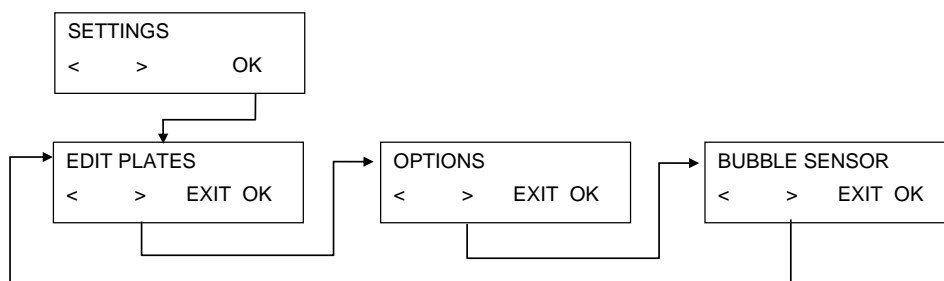 SETTINGS
< > OK
EDIT PLATES
< > EXIT OK
OPTIONS
< > EXIT OK
BUBBLE SENSOR
< > EXIT OK